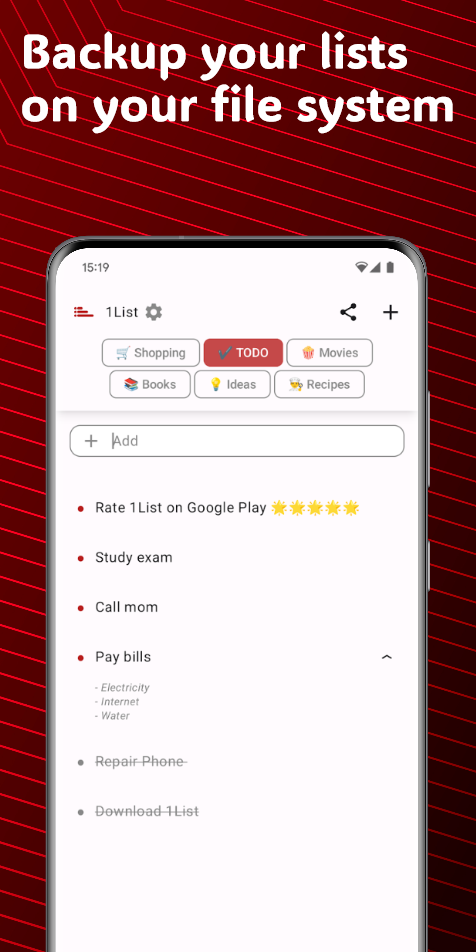 Backup your lists
on your file system
15:19
1List
🛒 Shopping
✔️ TODO
🍿 Movies
📚 Books
💡 Ideas
👨‍🍳 Recipes
Add
Rate 1List on Google Play 🌟🌟🌟🌟🌟
Study exam
Call mom
Pay bills
- Electricity
- Internet
- Water
Repair Phone
Download 1List